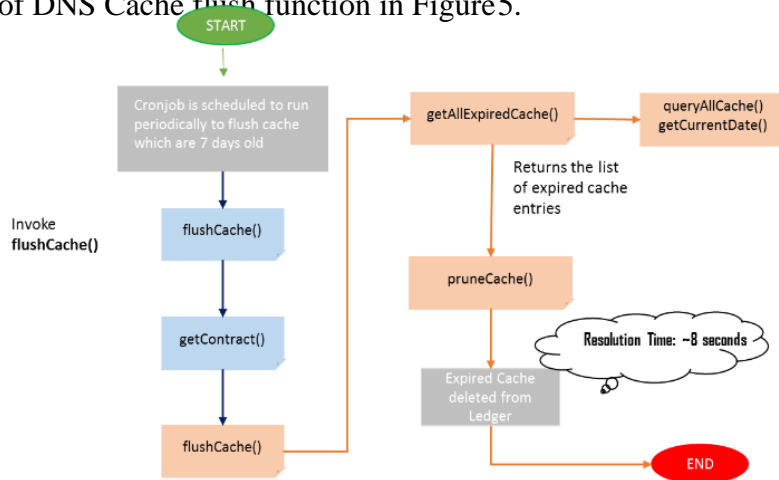 of DNS Cache flush function in Figure5.
START
Cronjob is scheduled to run
periodically to flush cache
which are 7 days old
Invoke
flushCache()
flushCache()
getContract()
flushCache()
getAllExpiredCache()
queryAllCache()
getCurrentDate()
Returns the list
of expired cache
entries
pruneCache()
Resolution Time: ~8 seconds
Expired Cache
deleted from
Ledger
END